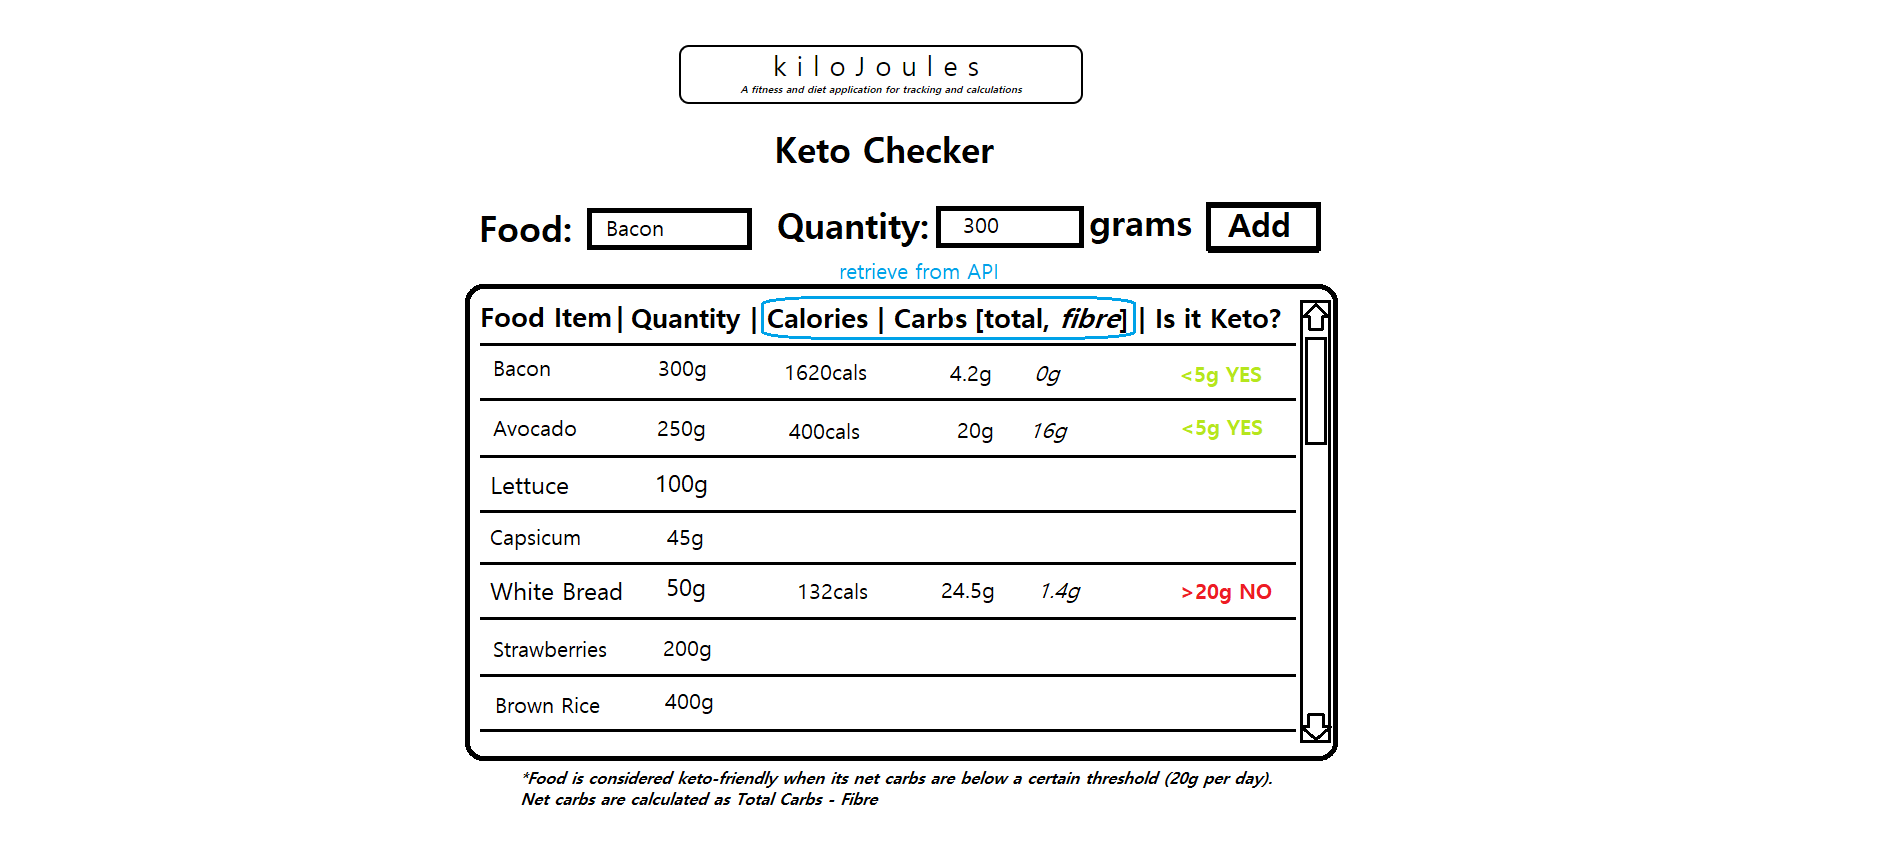 kiloJoules
A fitness and diet application for tracking and calculations
Keto Checker
Food: Bacon Quantity: 300 grams Add
retrieve from API
Food Item | Quantity | Calories | Carbs [total, fibre] | Is it Keto?
Bacon 300g 1620cals 4.2g 0g <5g YES
Avocado 250g 400cals 20g 16g <5g YES
Lettuce 100g
Capsicum 45g
White Bread 50g 132cals 24.5g 1.4g >20g NO
Strawberries 200g
Brown Rice 400g
*Food is considered keto-friendly when its net carbs are below a certain threshold (20g per day).
Net carbs are calculated as Total Carbs - Fibre